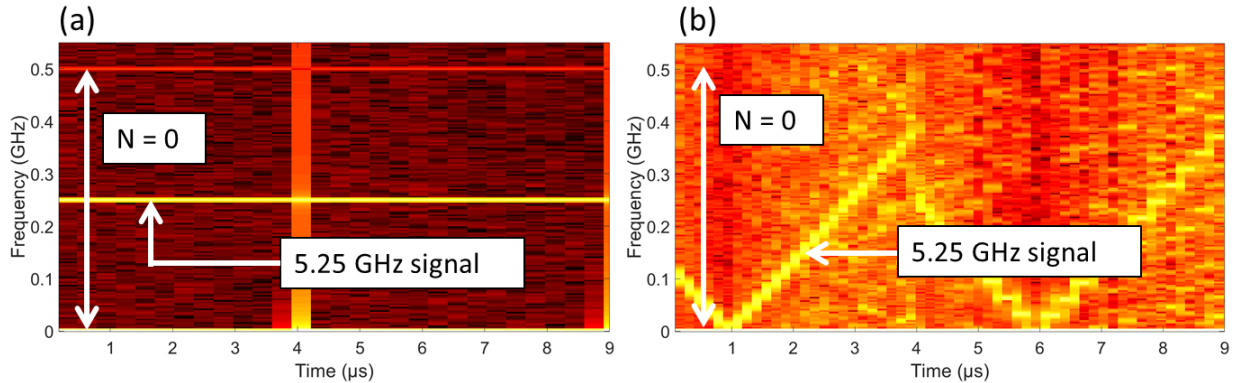 (a)
(b)
0.5
0.4
0.3
0.2
0.1
0
Frequency (GHz)
N = 0
5.25 GHz signal
1 2 3 4 5 6 7 8 9
Time (μs)
0.5
0.4
0.3
0.2
0.1
0
Frequency (GHz)
N = 0
5.25 GHz signal
1 2 3 4 5 6 7 8 9
Time (μs)